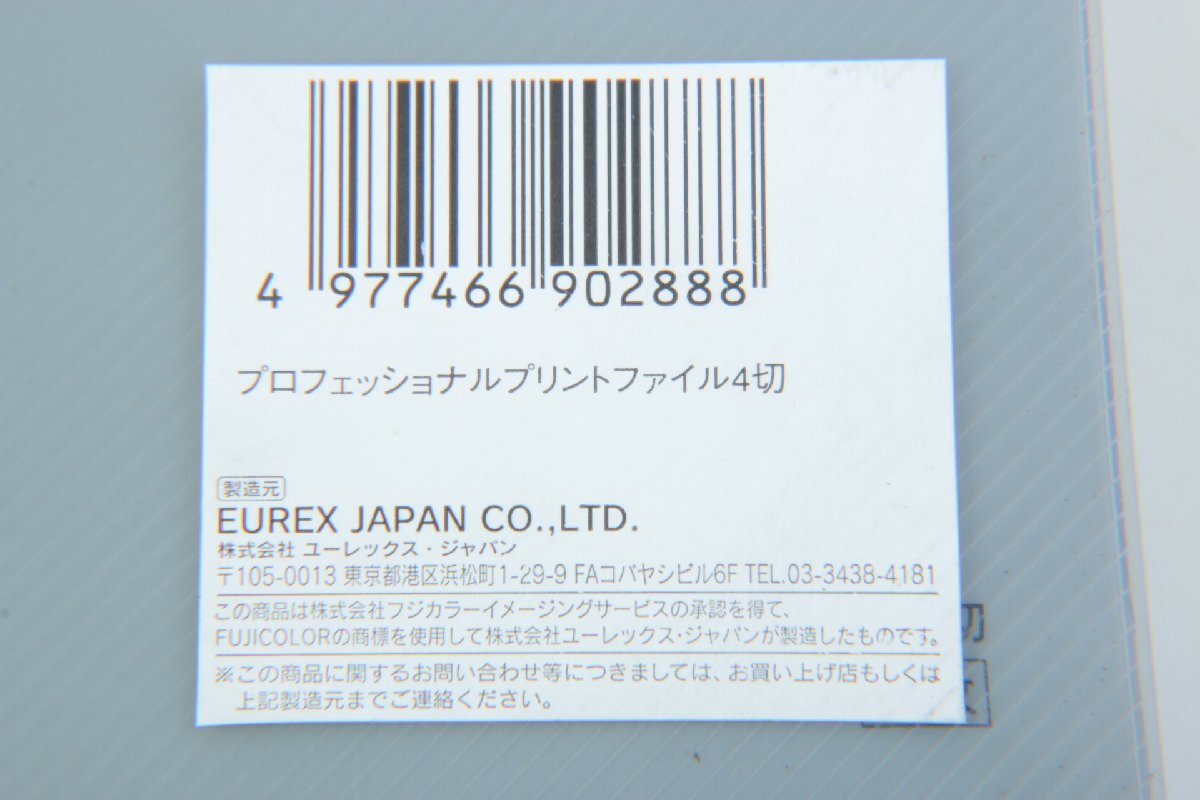 4 977466 902888
プロフェッショナルプリントファイル4切
製造元
EUREX JAPAN CO.,LTD.
株式会社 ユーレックス・ジャパン
〒105-0013 東京都港区浜松町1-29-9 FAコバヤシビル6F TEL.03-3438-4181
この商品は株式会社フジカラーイメージングサービスの承認を得て、
FUJICOLORの商標を使用して株式会社ユーレックス・ジャパンが製造したものです。
※この商品に関するお問い合わせ等につきましては、お買い上げ店もしくは
上記製造元までご連絡ください。
切